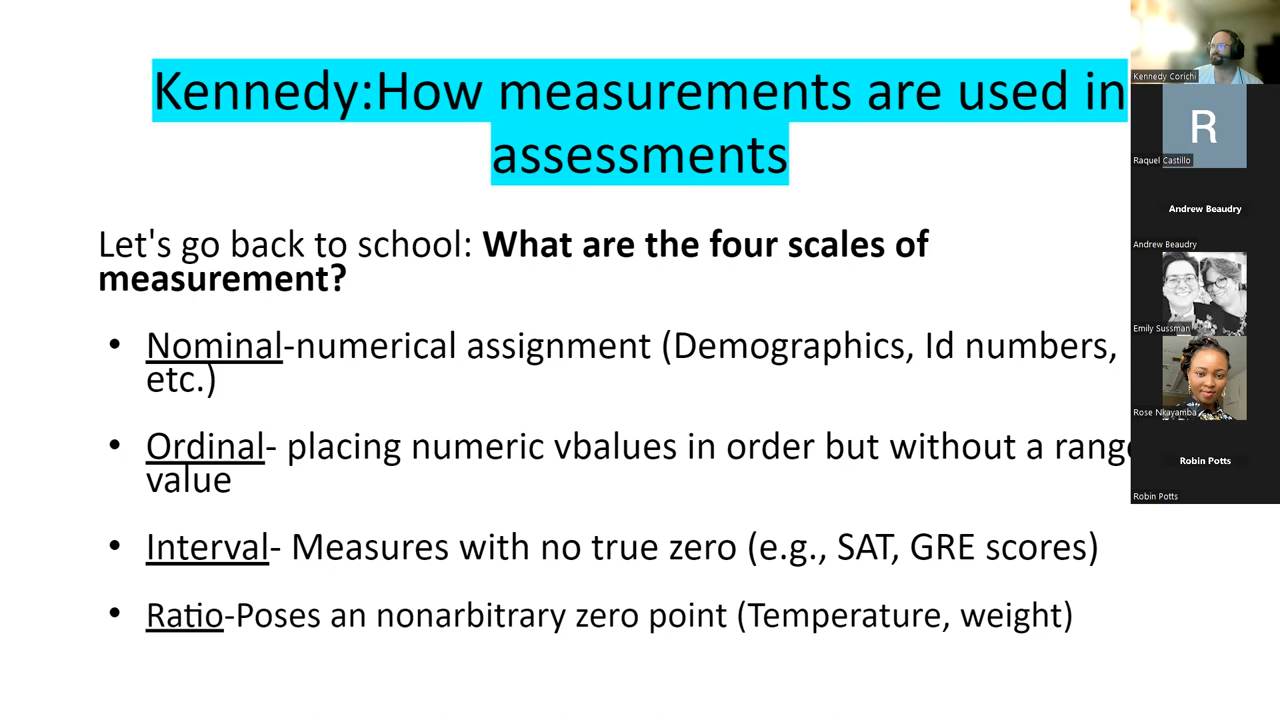 Kennedy:How measurements are used in
assessments
Let's go back to school: What are the four scales of
measurement?
• Nominal-numerical assignment (Demographics, Id numbers,
etc.)
• Ordinal- placing numeric vbalues in order but without a range
value
• Interval- Measures with no true zero (e.g., SAT, GRE scores)
• Ratio-Poses an nonarbitrary zero point (Temperature, weight)
Kennedy Corichi
R
Raquel Castillo
Andrew Beaudry
Andrew Beaudry
Emily Sussman
Rose Nkayamba
Robin Potts
Robin Potts